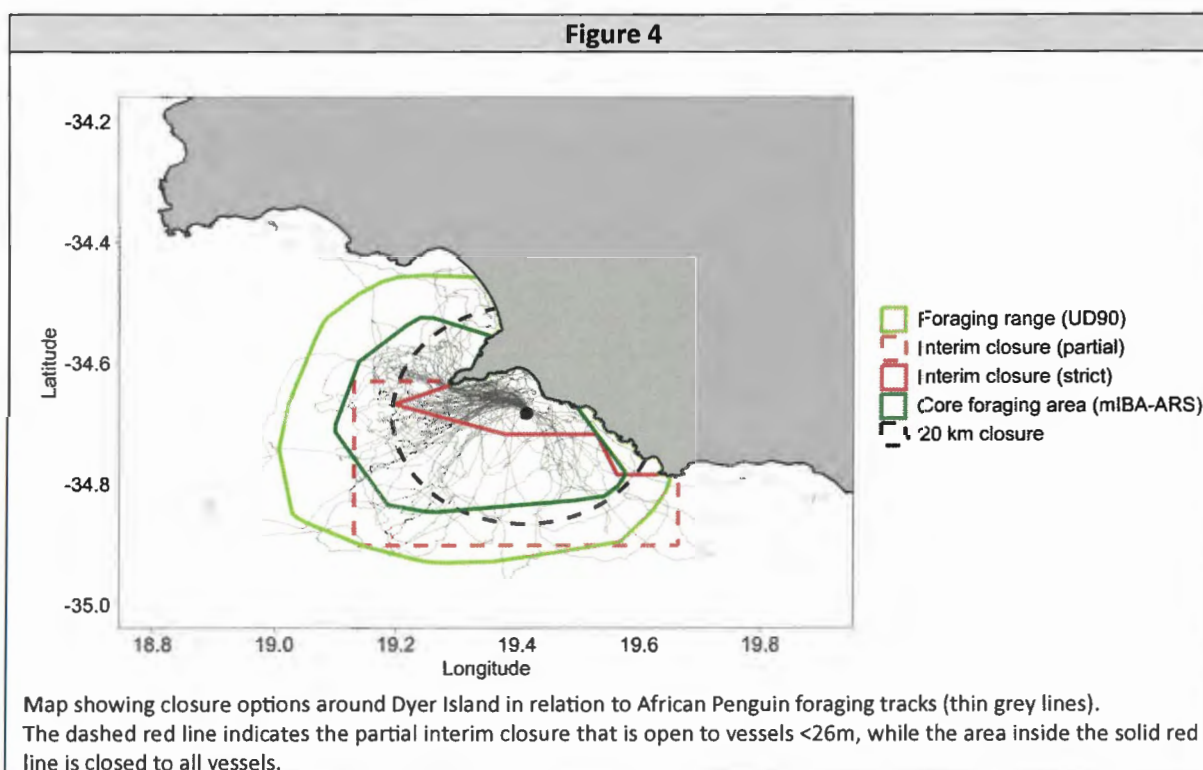 Figure 4
-34.2
-34.4
-34.6
-34.8
-35.0
Latitude
18.8 19.0 19.2 19.4 19.6 19.8
Longitude
Foraging range (UD90)
Interim closure (partial)
Interim closure (strict)
Core foraging area (mIBA-ARS)
20 km closure
Map showing closure options around Dyer Island in relation to African Penguin foraging tracks (thin grey lines).
The dashed red line indicates the partial interim closure that is open to vessels <26m, while the area inside the solid red
line is closed to all vessels.